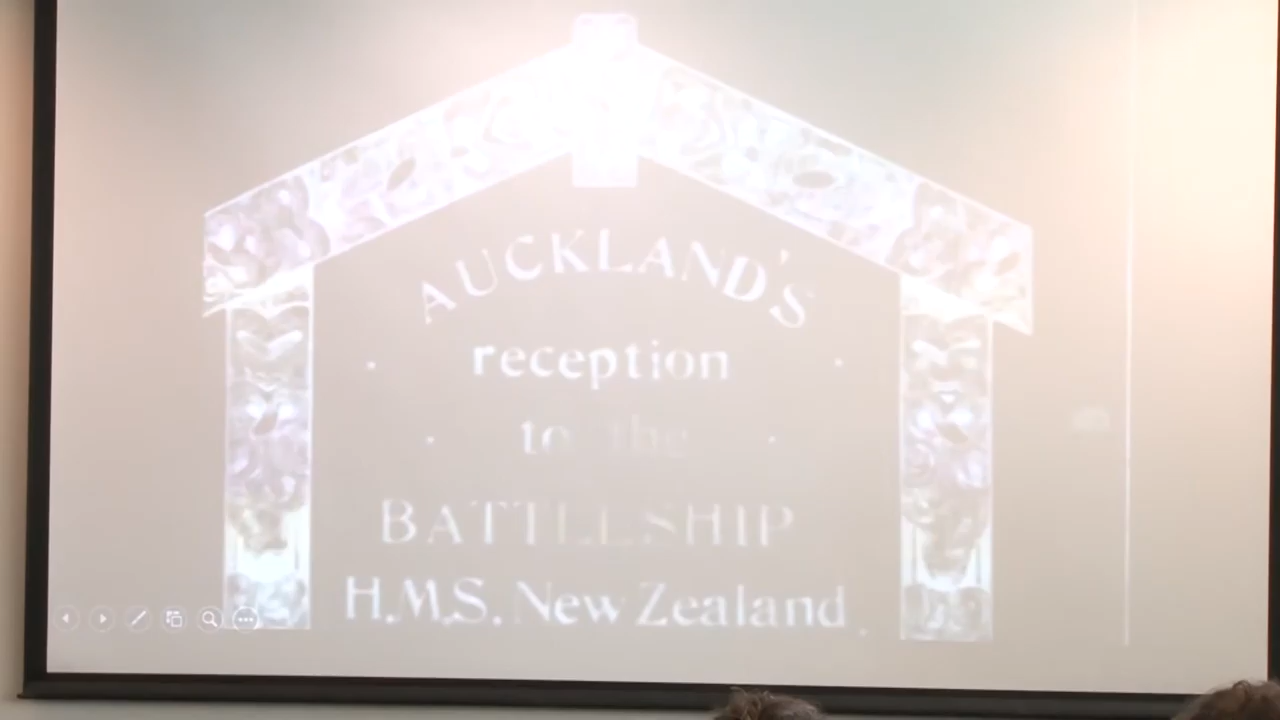 AUCKLAND'S
reception
to the
BATTLESHIP
H.M.S. New Zealand